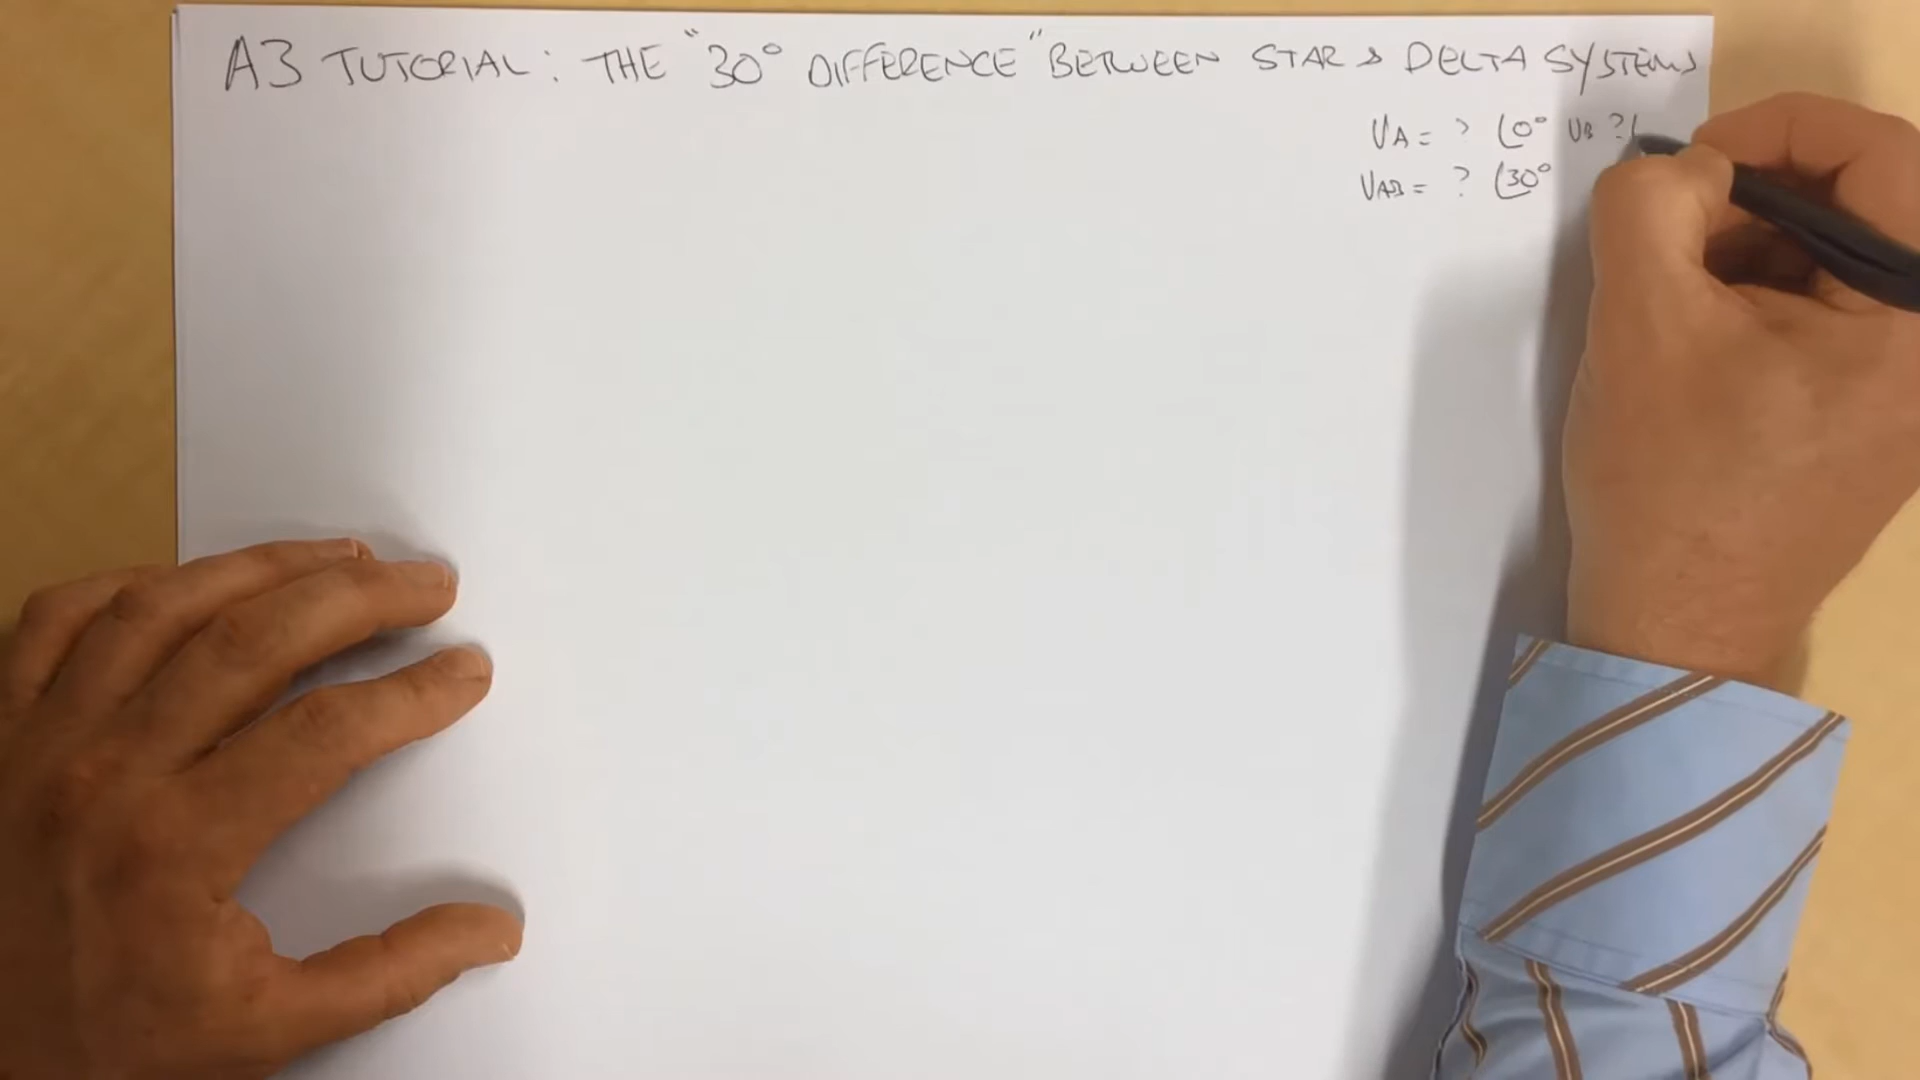 A3 TUTORIAL: THE "30° DIFFERENCE" BETWEEN STAR & DELTA SYSTEMS
VA = ? ∠0° VB ?∠
VAB = ? ∠30°